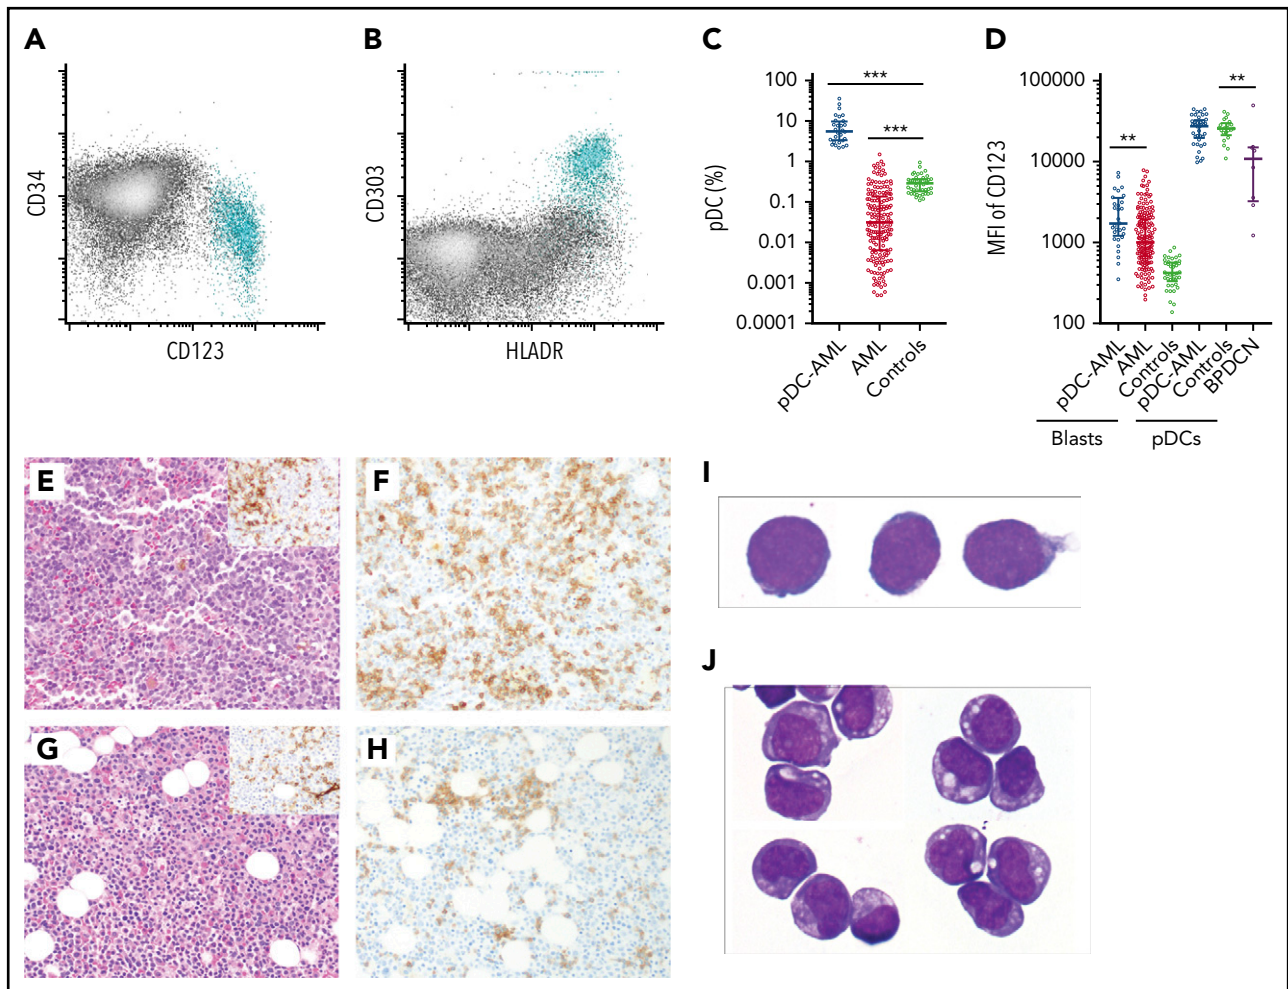 A
B
C
D
CD34
CD123
CD303
HLADR
pDC (%)
100
10
1
0.1
0.01
0.001
0.0001
***
***
pDC-AML
AML
Controls
MFI of CD123
100000
10000
1000
100
**
**
pDC-AML
AML
Controls
pDC-AML
Controls
BPDCN
Blasts
pDCs
E
F
G
H
I
J